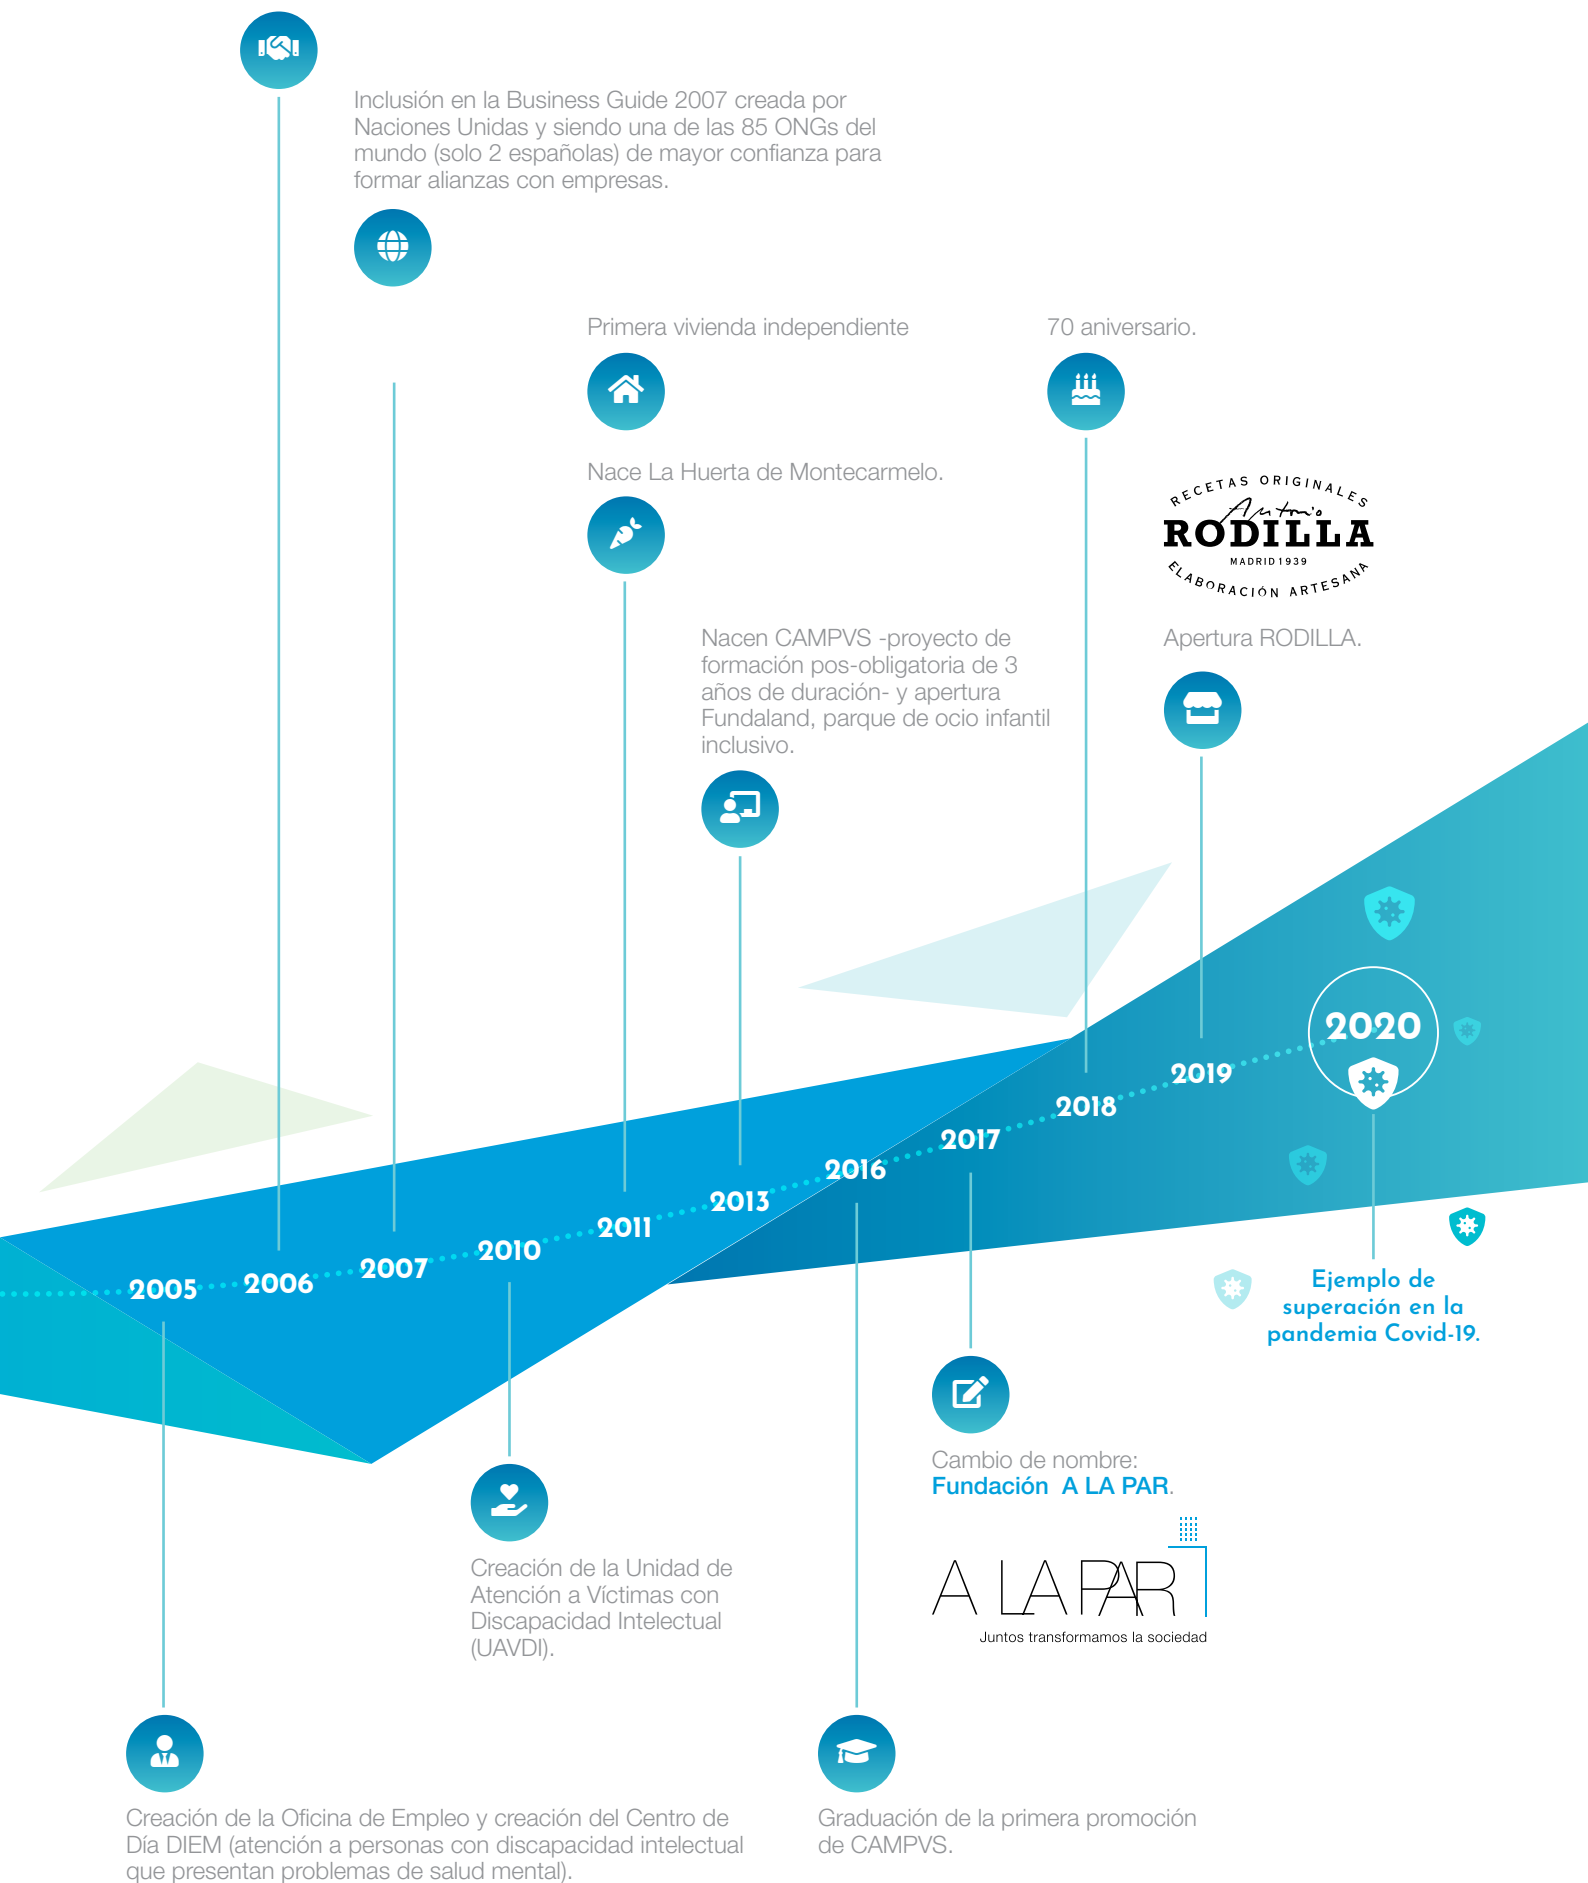 Inclusión en la Business Guide 2007 creada por
Naciones Unidas y siendo una de las 85 ONGs del
mundo (solo 2 españolas) de mayor confianza para
formar alianzas con empresas.
Primera vivienda independiente
70 aniversario.
Nace La Huerta de Montecarmelo.
RECETAS ORIGINALES
Antonio
RODILLA
MADRID 1939
ELABORACIÓN ARTESANA
Nacen CAMPVS -proyecto de
formación pos-obligatoria de 3
años de duración- y apertura
Fundaland, parque de ocio infantil
inclusivo.
Apertura RODILLA.
2005
2006
2007
2010
2011
2013
2016
2017
2018
2019
2020
Ejemplo de
superación en la
pandemia Covid-19.
Cambio de nombre:
Fundación A LA PAR.
A LA PAR
Juntos transformamos la sociedad
Creación de la Unidad de
Atención a Víctimas con
Discapacidad Intelectual
(UAVDI).
Creación de la Oficina de Empleo y creación del Centro de
Día DIEM (atención a personas con discapacidad intelectual
que presentan problemas de salud mental).
Graduación de la primera promoción
de CAMPVS.